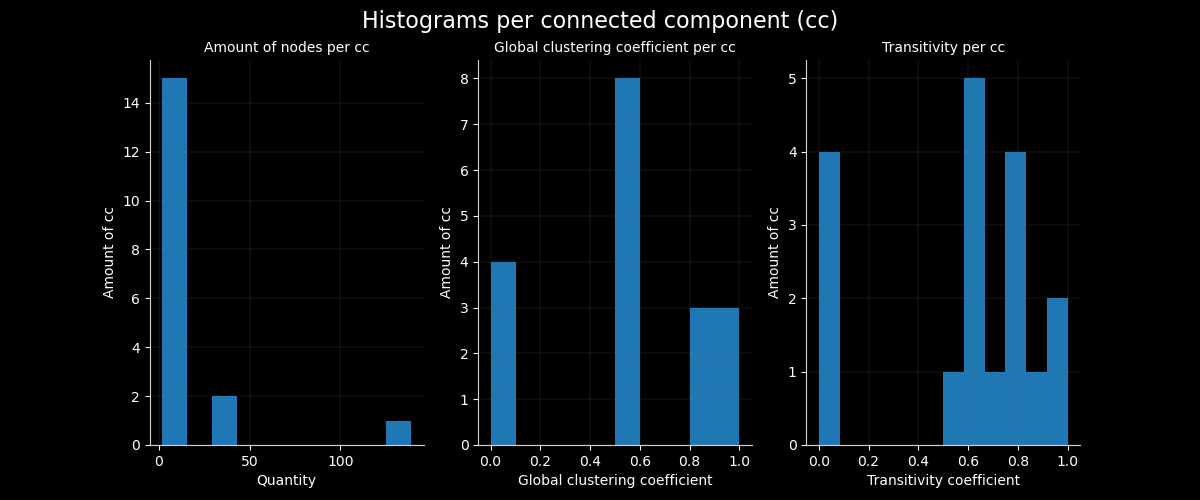 Histograms per connected component (cc)
Amount of nodes per cc
14
12
10
8
6
4
2
0
Amount of cc
0 50 100
Quantity
Global clustering coefficient per cc
8
7
6
5
4
3
2
1
0
Amount of cc
0.0 0.2 0.4 0.6 0.8 1.0
Global clustering coefficient
Transitivity per cc
5
4
3
2
1
0
Amount of cc
0.0 0.2 0.4 0.6 0.8 1.0
Transitivity coefficient